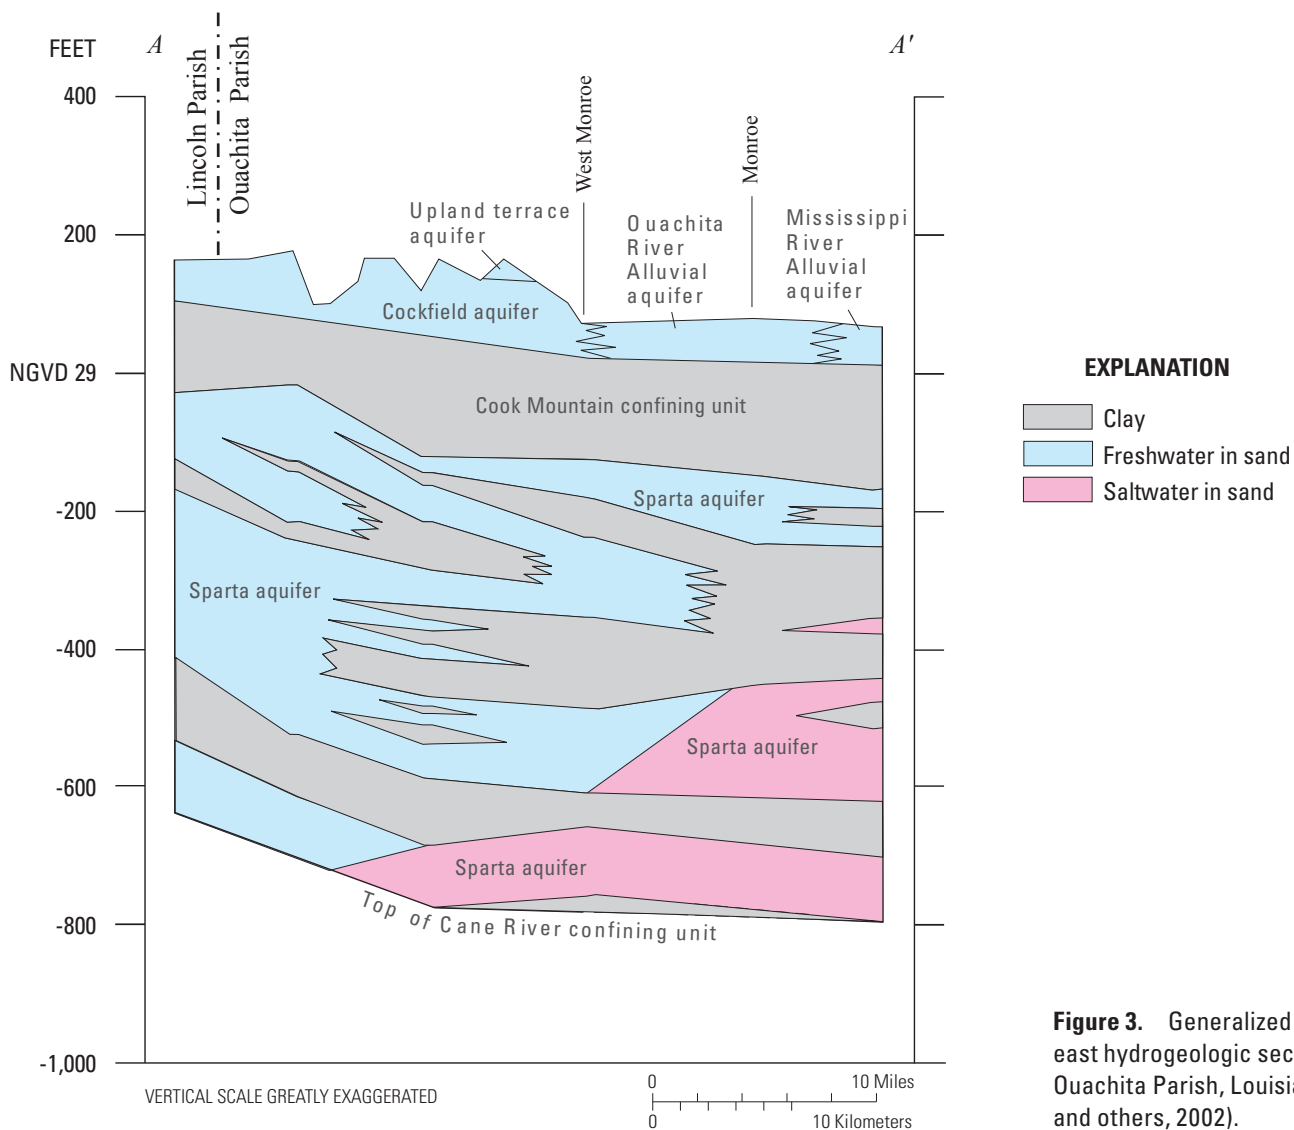 FEET
A
A′
Lincoln Parish
Ouachita Parish
West Monroe
Monroe
400
200
NGVD 29
-200
-400
-600
-800
-1,000
Upland terrace
aquifer
Ouachita
River
Alluvial
aquifer
Mississippi
River
Alluvial
aquifer
Cockfield aquifer
Cook Mountain confining unit
Sparta aquifer
Sparta aquifer
Sparta aquifer
Sparta aquifer
Top of Cane River confining unit
VERTICAL SCALE GREATLY EXAGGERATED
0 10 Miles
0 10 Kilometers
EXPLANATION
Clay
Freshwater in sand
Saltwater in sand
Figure 3. Generalized
east hydrogeologic
Ouachita Parish,
and others, 2002).